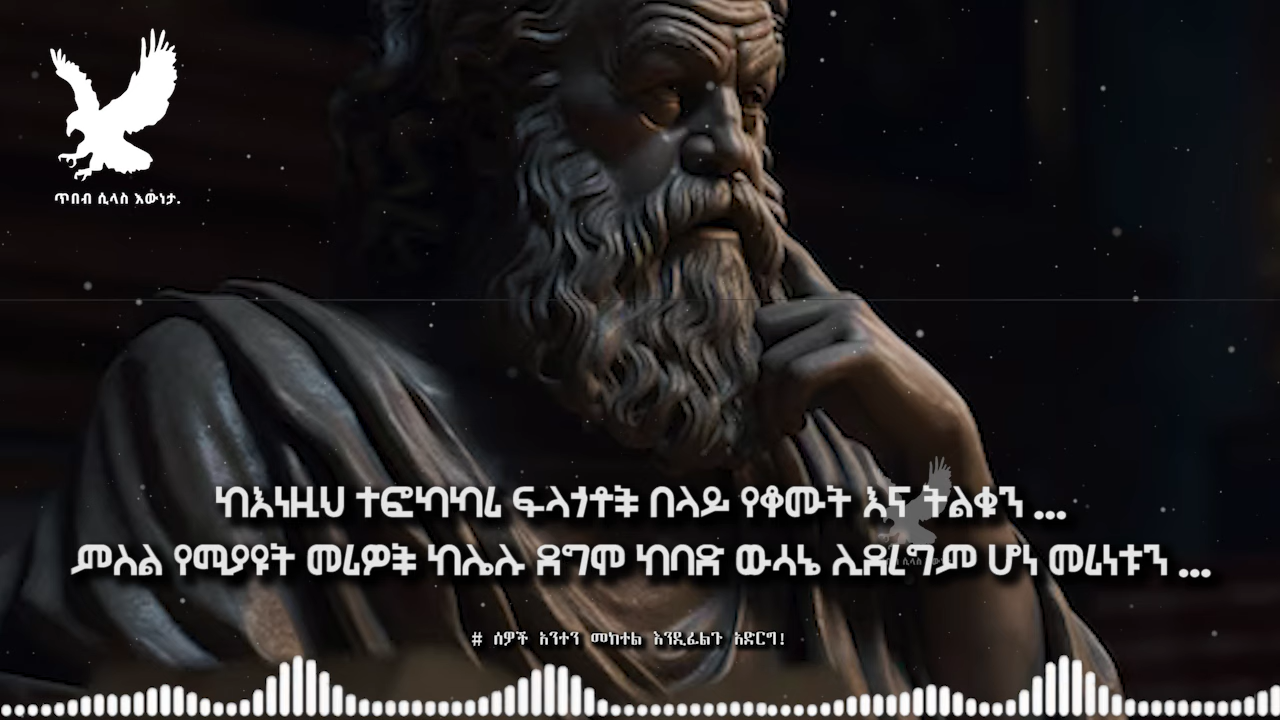 ጥበብ ሲላስ እውነታ.
ከእነዚህ ተፎካካሪ ፍላጎቶች በላይ የቆሙት እና ትልቁን ...
ምስል የሚያዩት መሪዎች ከሌሉ ደግሞ ከባድ ውሳኔ ሊደረግም ሆነ መሪነቱን ...
# ሰዎች አንተን መከተል እንዲፈልጉ አድርግ!